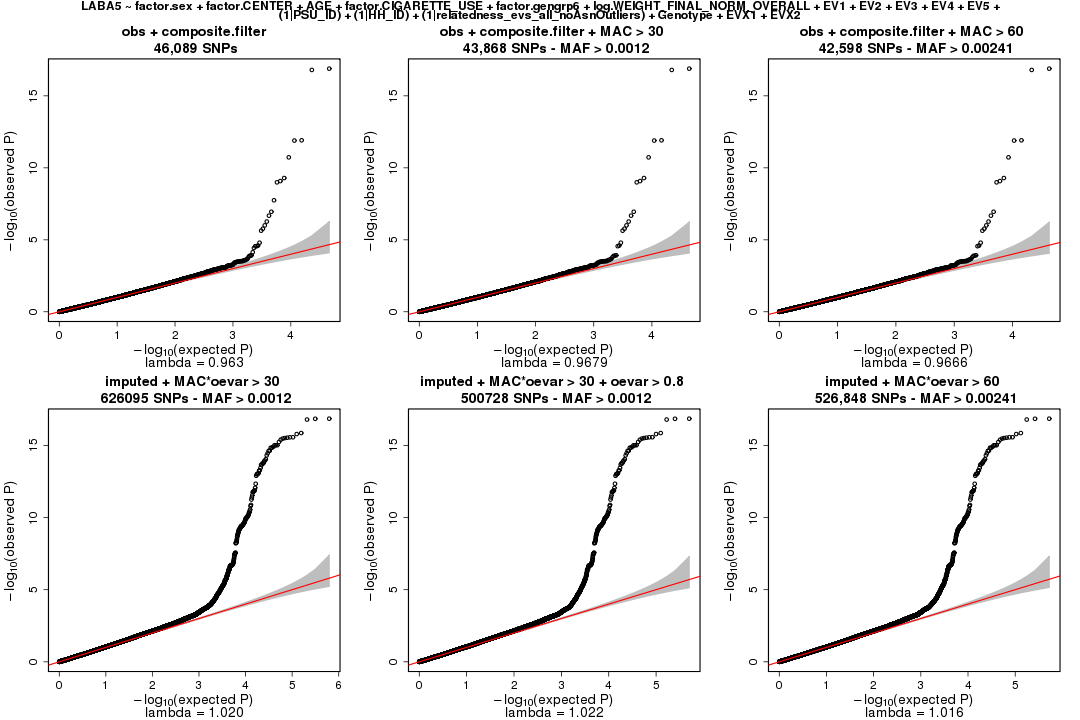 LABA5 ~ factor.sex + factor.CENTER + AGE + factor.CIGARETTE_USE + factor.gengrp6 + log.WEIGHT_FINAL_NORM_OVERALL + EV1 + EV2 + EV3 + EV4 + EV5 +
(1|PSU_ID) + (1|HH_ID) + (1|relatedness_evs_all_noAsnOutliers) + Genotype + EVX1 + EVX2
obs + composite.filter
46,089 SNPs
−log10(observed P)
0 5 10 15
0 1 2 3 4
−log10(expected P)
lambda = 0.963
obs + composite.filter + MAC > 30
43,868 SNPs - MAF > 0.0012
−log10(observed P)
0 5 10 15
0 1 2 3 4
−log10(expected P)
lambda = 0.9679
obs + composite.filter + MAC > 60
42,598 SNPs - MAF > 0.00241
−log10(observed P)
0 5 10 15
0 1 2 3 4
−log10(expected P)
lambda = 0.9666
imputed + MAC*oevar > 30
626095 SNPs - MAF > 0.0012
−log10(observed P)
0 5 10 15
0 1 2 3 4 5 6
−log10(expected P)
lambda = 1.020
imputed + MAC*oevar > 30 + oevar > 0.8
500728 SNPs - MAF > 0.0012
−log10(observed P)
0 5 10 15
0 1 2 3 4 5
−log10(expected P)
lambda = 1.022
imputed + MAC*oevar > 60
526,848 SNPs - MAF > 0.00241
−log10(observed P)
0 5 10 15
0 1 2 3 4 5
−log10(expected P)
lambda = 1.016